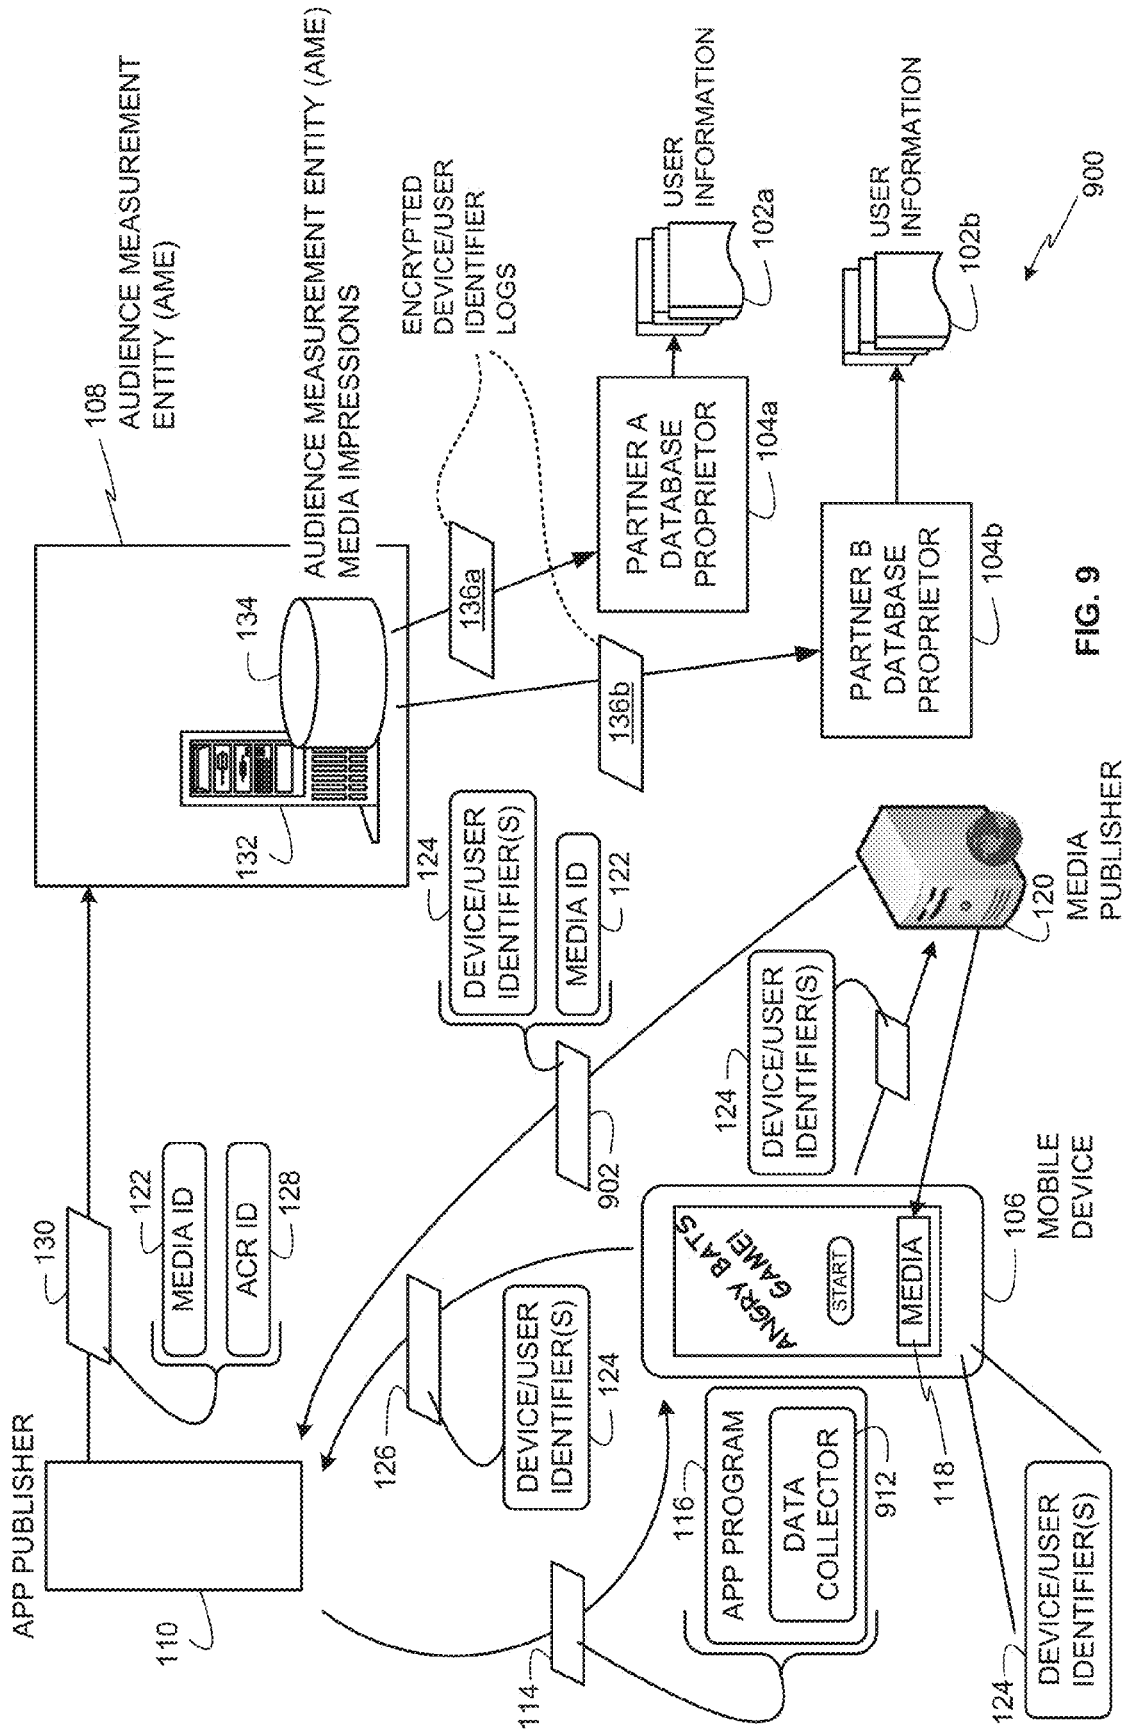 APP PUBLISHER
110
130
122
MEDIA ID
ACR ID
128
108
AUDIENCE MEASUREMENT
ENTITY (AME)
132
134
AUDIENCE MEASUREMENT ENTITY (AME)
MEDIA IMPRESSIONS
114
126
DEVICE/USER
IDENTIFIER(S)
124
902
124
DEVICE/USER
IDENTIFIER(S)
MEDIA ID
122
136a
136b
ENCRYPTED
DEVICE/USER
IDENTIFIER
LOGS
PARTNER A
DATABASE
PROPRIETOR
104a
USER
INFORMATION
102a
116
APP PROGRAM
DATA
COLLECTOR
912
ANGRY BATS
GAME!
START
MEDIA
118
106
MOBILE
DEVICE
124
DEVICE/USER
IDENTIFIER(S)
120
MEDIA
PUBLISHER
PARTNER B
DATABASE
PROPRIETOR
104b
USER
INFORMATION
102b
124
DEVICE/USER
IDENTIFIER(S)
FIG. 9
900